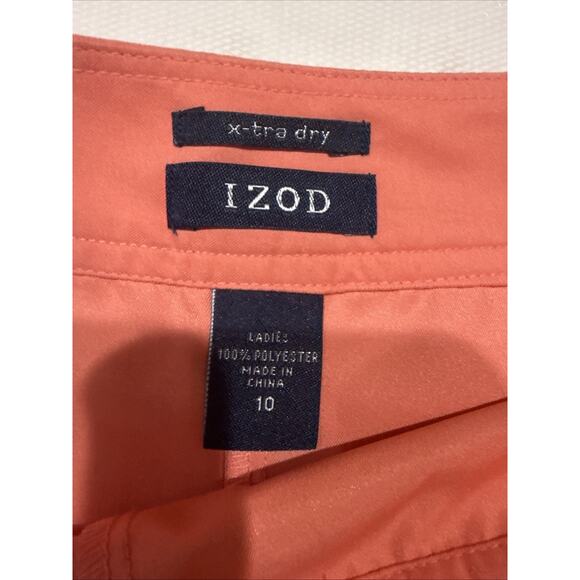 x-tra dry
IZOD
LADIES
100% POLYESTER
MADE IN
CHINA
10